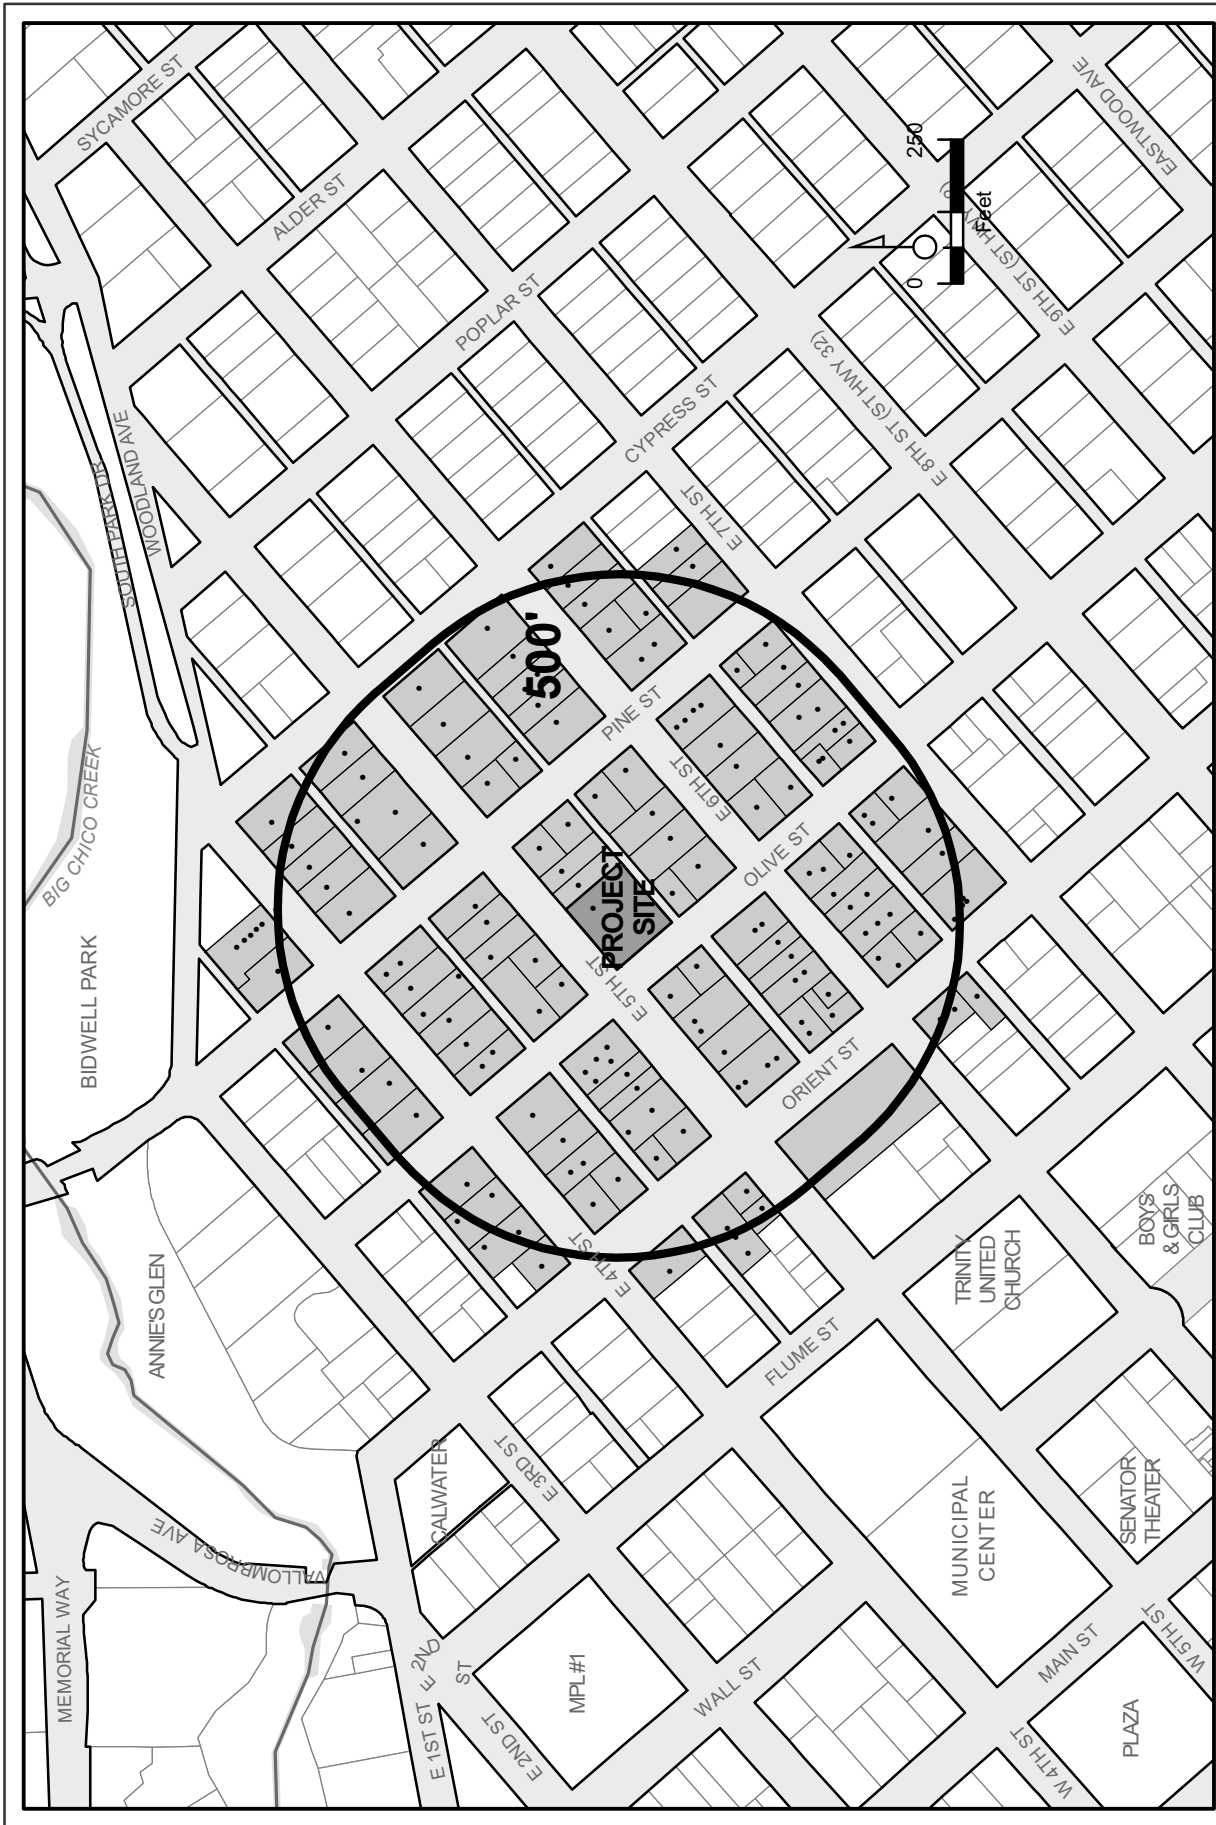 SYCAMORE ST
ALDER ST
POPLAR ST
CYPRESS ST
EASTWOOD AVE
250
0
Feet
E 9TH ST (ST HWY 32)
E 8TH ST (ST HWY 32)
E 7TH ST
SOUTH PARK DR
WOODLAND AVE
BIG CHICO CREEK
BIDWELL PARK
500'
PINE ST
E 6TH ST
OLIVE ST
PROJECT
SITE
E 5TH ST
ORIENT ST
E 4TH ST
FLUME ST
ANNIE'S GLEN
TRINITY
UNITED
CHURCH
BOYS
& GIRLS
CLUB
CALWATER
E 3RD ST
VALLOMBROSA AVE
MEMORIAL WAY
MUNICIPAL
CENTER
SENATOR
THEATER
E 1ST ST
E 2ND
ST
E 2ND ST
MPL #1
WALL ST
MAIN ST
W 5TH ST
W 4TH ST
PLAZA